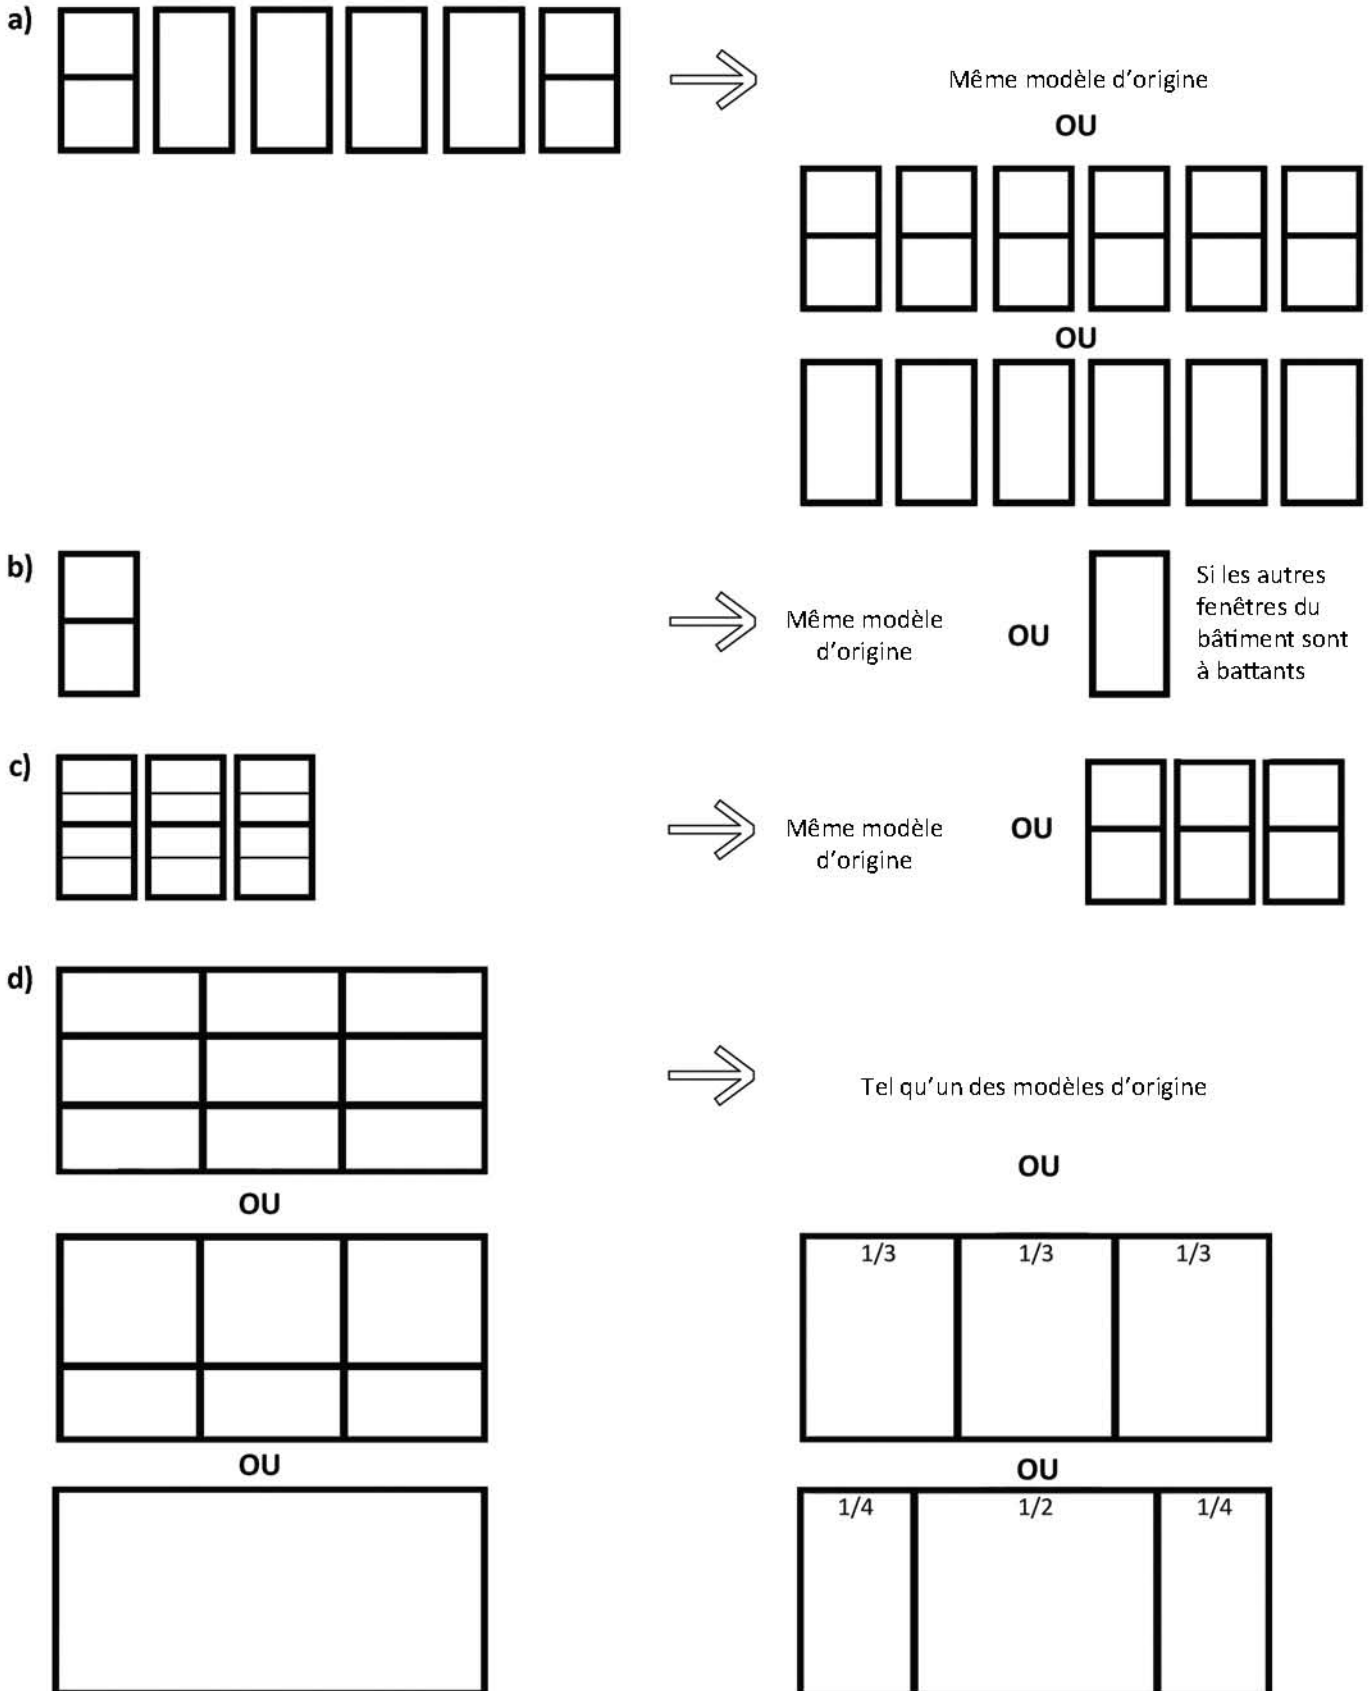 a)
Même modèle d'origine
OU
OU
b)
Même modèle
d'origine
OU
Si les autres
fenêtres du
bâtiment sont
à battants
c)
Même modèle
d'origine
OU
d)
Tel qu'un des modèles d'origine
OU
OU
1/3 1/3 1/3
OU
OU
1/4 1/2 1/4